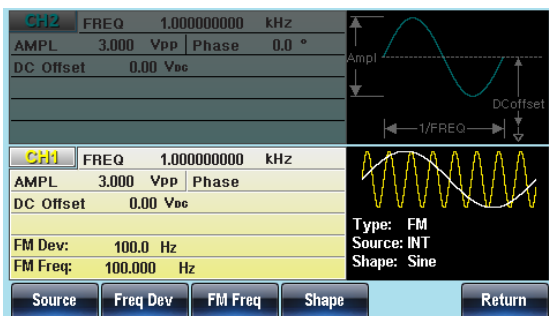 CH2 FREQ 1.000000000 kHz
AMPL 3.000 Vpp Phase 0.0 °
DC Offset 0.00 VDC
Ampl
DCoffset
1/FREQ
CH1 FREQ 1.000000000 kHz
AMPL 3.000 Vpp Phase
DC Offset 0.00 VDC
FM Dev: 100.0 Hz
FM Freq: 100.000 Hz
Type: FM
Source: INT
Shape: Sine
Source Freq Dev FM Freq Shape Return